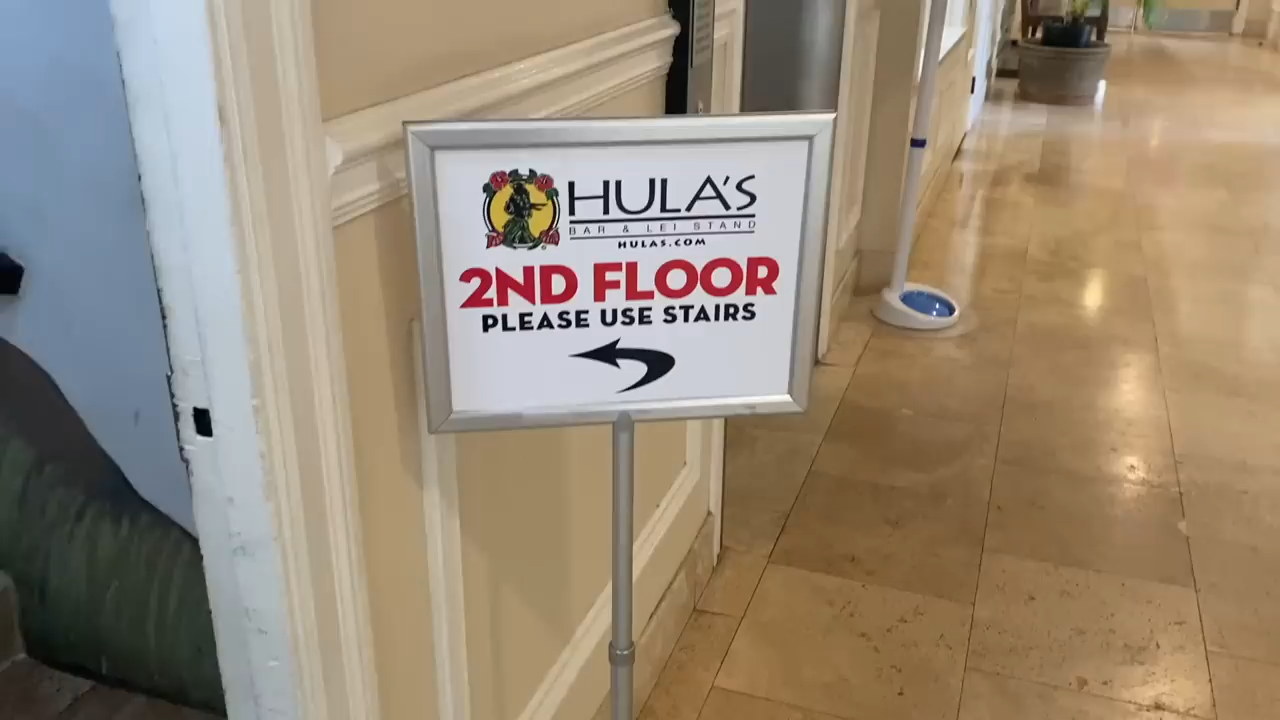 HULA'S
BAR & LEI STAND
HULAS.COM
2ND FLOOR
PLEASE USE STAIRS